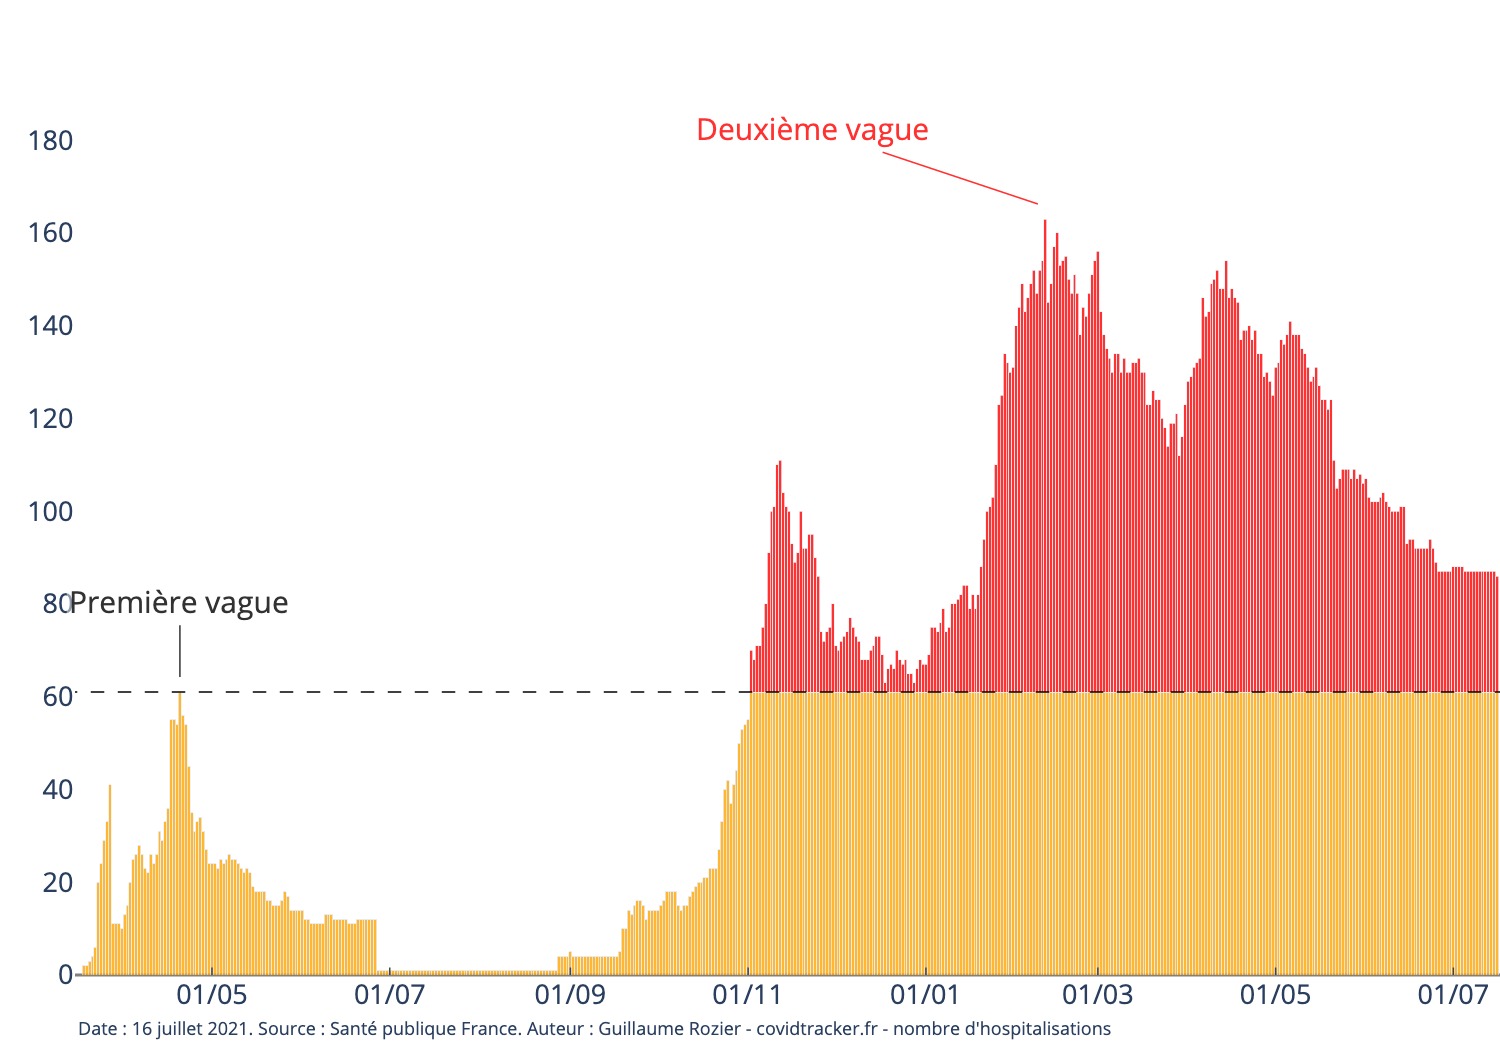 Deuxième vague
180
160
140
120
100
80
Première vague
60
40
20
0
01/05 01/07 01/09 01/11 01/01 01/03 01/05 01/07
Date : 16 juillet 2021. Source : Santé publique France. Auteur : Guillaume Rozier - covidtracker.fr - nombre d'hospitalisations